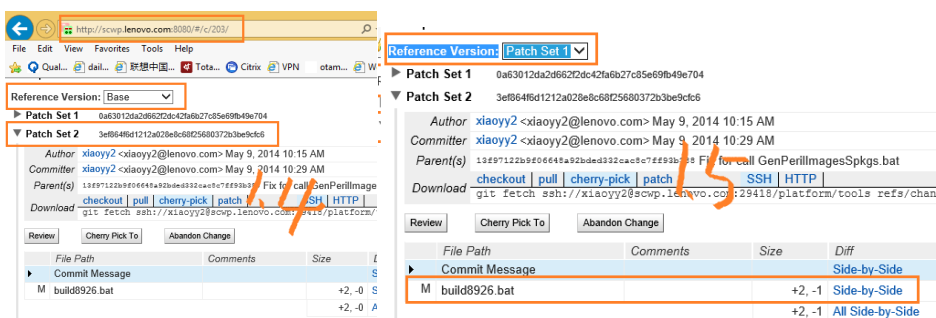 http://scwp.lenovo.com:8080/#/c/203/
File Edit View Favorites Tools Help
Qual... dail... 联想中国... Tota... Citrix VPN otam... W
Reference Version: Base
Patch Set 1 0a63012da2d662f2dc42fa6b27c85e69fb49e704
Patch Set 2 3ef864f6d1212a028e8c68f25680372b3be9cfc6
Author xiaoyy2 <xiaoyy2@lenovo.com> May 9, 2014 10:15 AM
Committer xiaoyy2 <xiaoyy2@lenovo.com> May 9, 2014 10:29 AM
Parent(s) Fix for call GenPerillmage
Download checkout | pull | cherry-pick | patch SSH | HTTP
git fetch ssh://xiaoyy2@scwp.lenovo.com:29418/platform/
Review Cherry Pick To Abandon Change
File Path Comments Size
Commit Message
M build8926.bat +2, -0 S
+2, -0 A
1.4
Reference Version: Patch Set 1
Patch Set 1 0a63012da2d662f2dc42fa6b27c85e69fb49e704
Patch Set 2 3ef864f6d1212a028e8c68f25680372b3be9cfc6
Author xiaoyy2 <xiaoyy2@lenovo.com> May 9, 2014 10:15 AM
Committer xiaoyy2 <xiaoyy2@lenovo.com> May 9, 2014 10:29 AM
Parent(s) Fix for call GenPerillmagesSpkgs.bat
Download checkout | pull | cherry-pick | patch SSH | HTTP
git fetch ssh://xiaoyy2@scwp.lenovo.com:29418/platform/tools refs/chan
Review Cherry Pick To Abandon Change
File Path Comments Size Diff
Commit Message Side-by-Side
M build8926.bat +2, -1 Side-by-Side
+2, -1 All Side-by-Side
15